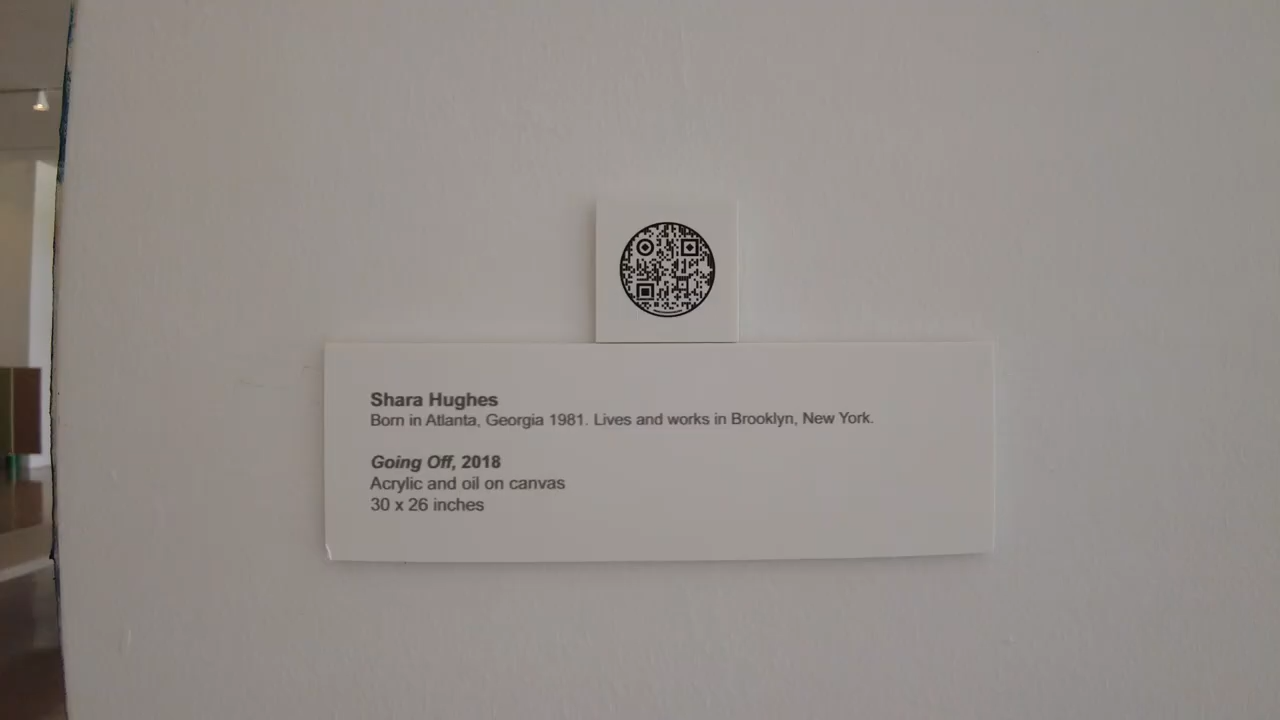 Shara Hughes
Born in Atlanta, Georgia 1981. Lives and works in Brooklyn, New York.
Going Off, 2018
Acrylic and oil on canvas
30 x 26 inches